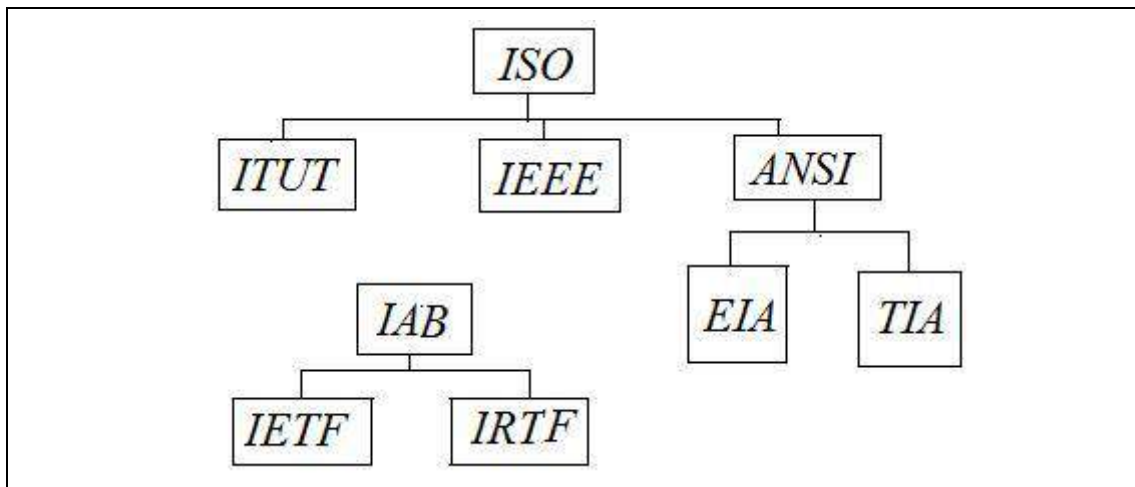 ISO
ITUT
IEEE
ANSI
EIA
TIA
IAB
IETF
IRTF